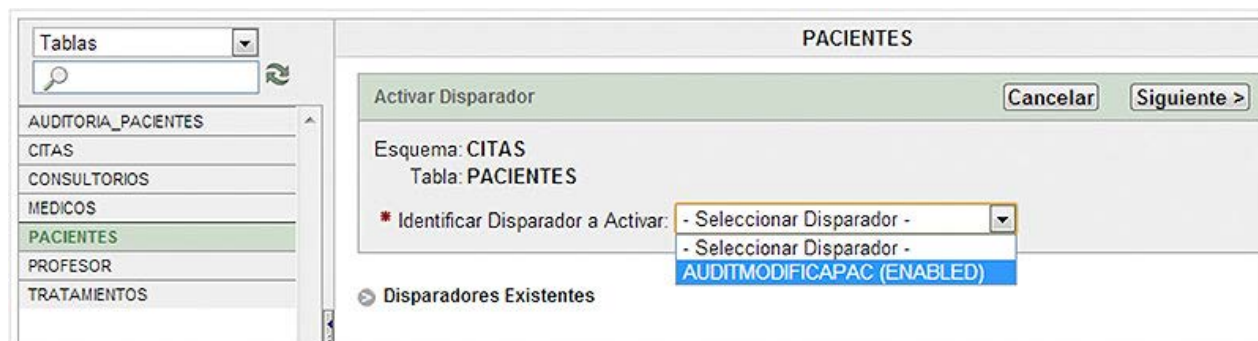 Tablas
AUDITORIA_PACIENTES
CITAS
CONSULTORIOS
MEDICOS
PACIENTES
PROFESOR
TRATAMIENTOS
PACIENTES
Activar Disparador
Cancelar
Siguiente >
Esquema: CITAS
Tabla: PACIENTES
* Identificar Disparador a Activar: - Seleccionar Disparador -
- Seleccionar Disparador -
AUDITMODIFICAPAC (ENABLED)
Disparadores Existentes